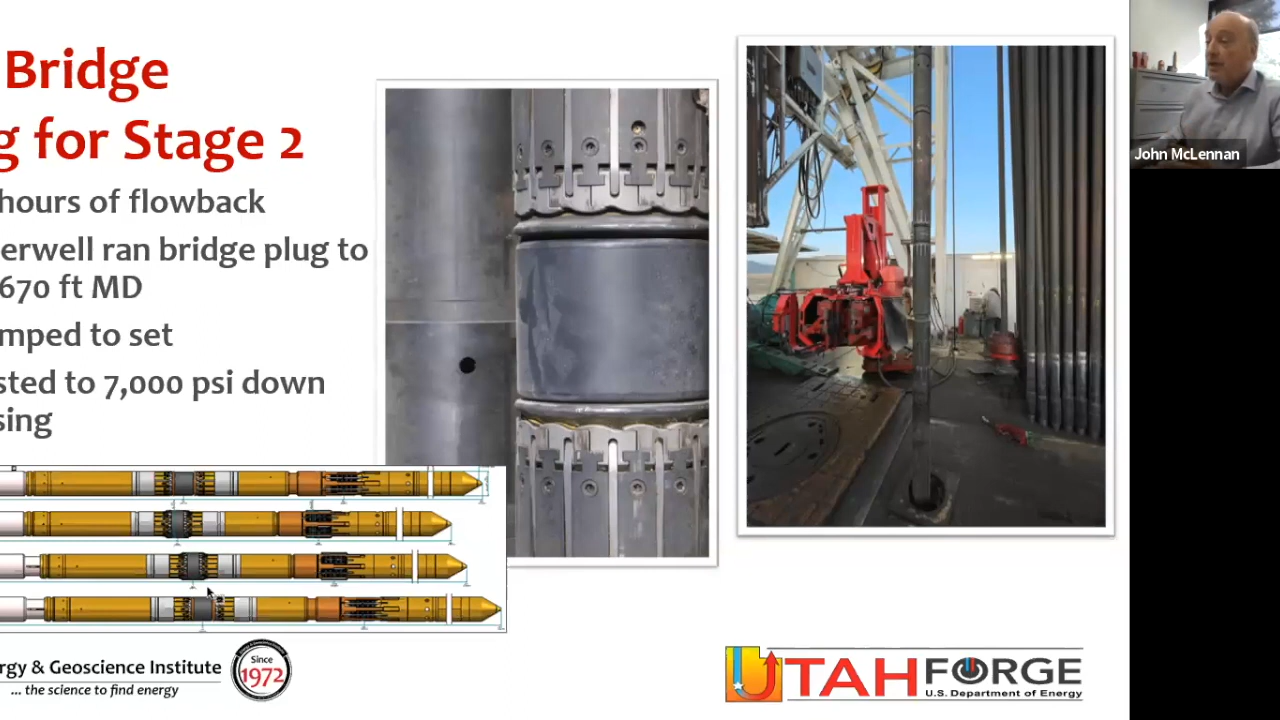 Bridge
g for Stage 2
hours of flowback
erwell ran bridge plug to
670 ft MD
mped to set
sted to 7,000 psi down
sing
rgy & Geoscience Institute
... the science to find energy
Since
1972
UTAH FORGE
U.S. Department of Energy
John McLennan